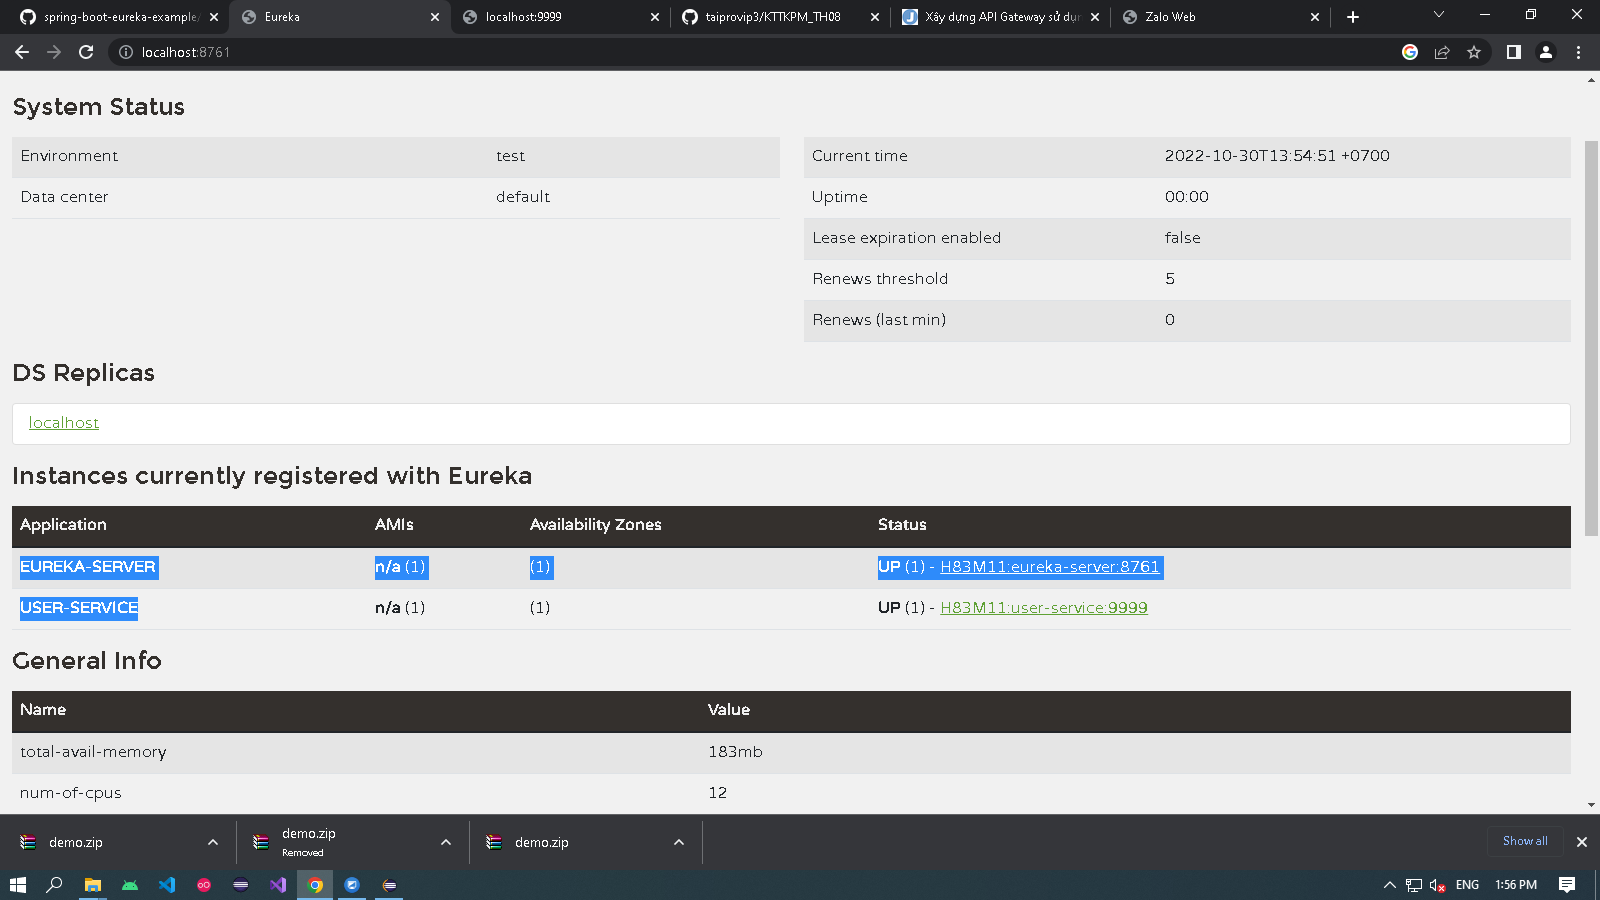 spring-boot-eureka-example/
Eureka
localhost:9999
taiprovip3/KTTKPM_TH08
Xây dựng API Gateway sử dụn
Zalo Web
localhost:8761
System Status
Environment test
Data center default
Current time 2022-10-30T13:54:51 +0700
Uptime 00:00
Lease expiration enabled false
Renews threshold 5
Renews (last min) 0
DS Replicas
localhost
Instances currently registered with Eureka
Application AMIs Availability Zones Status
EUREKA-SERVER n/a (1) (1) UP (1) - H83M11:eureka-server:8761
USER-SERVICE n/a (1) (1) UP (1) - H83M11:user-service:9999
General Info
Name Value
total-avail-memory 183mb
num-of-cpus 12
demo.zip
demo.zip
Removed
demo.zip
Show all
ENG 1:56 PM